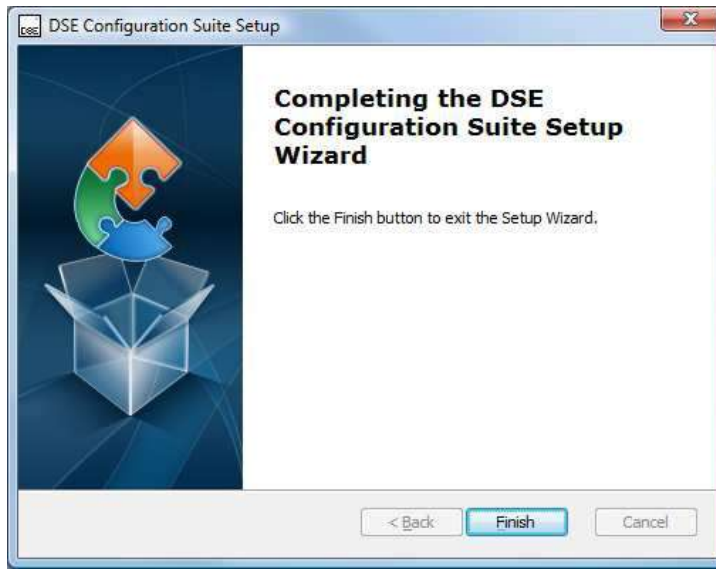 DSE DSE Configuration Suite Setup
Completing the DSE
Configuration Suite Setup
Wizard
Click the Finish button to exit the Setup Wizard.
< Back Finish Cancel